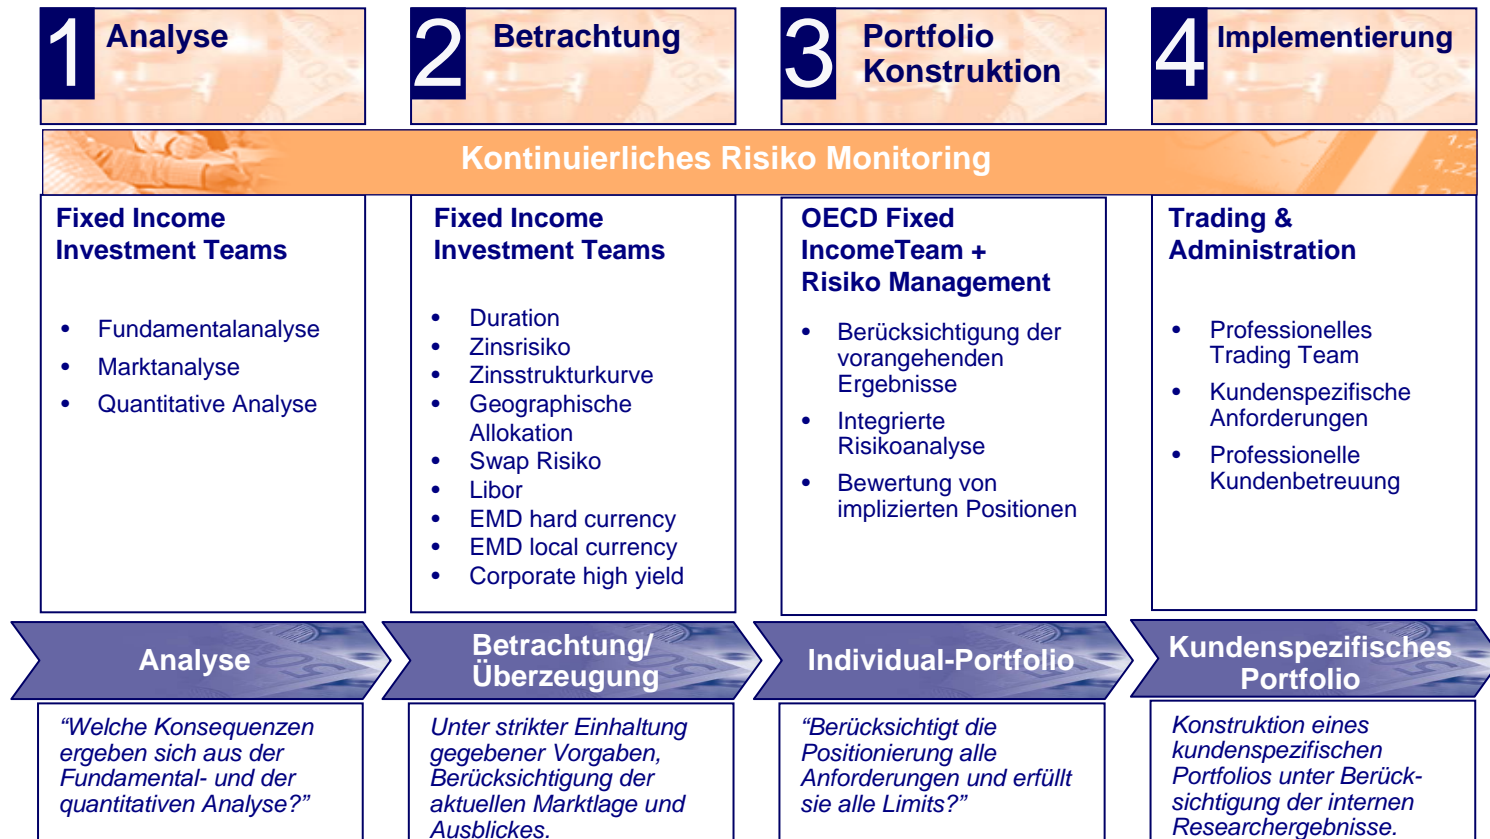 1 Analyse
2 Betrachtung
3 Portfolio
Konstruktion
4 Implementierung
Kontinuierliches Risiko Monitoring
Fixed Income
Investment Teams
• Fundamentalanalyse
• Marktanalyse
• Quantitative Analyse
Fixed Income
Investment Teams
• Duration
• Zinsrisiko
• Zinsstrukturkurve
• Geographische
Allokation
• Swap Risiko
• Libor
• EMD hard currency
• EMD local currency
• Corporate high yield
OECD Fixed
IncomeTeam +
Risiko Management
• Berücksichtigung der
vorangehenden
Ergebnisse
• Integrierte
Risikoanalyse
• Bewertung von
implizierten Positionen
Trading &
Administration
• Professionelles
Trading Team
• Kundenspezifische
Anforderungen
• Professionelle
Kundenbetreuung
Analyse
Betrachtung/
Überzeugung
Individual-Portfolio
Kundenspezifisches
Portfolio
“Welche Konsequenzen
ergeben sich aus der
Fundamental- und der
quantitativen Analyse?”
Unter strikter Einhaltung
gegebener Vorgaben,
Berücksichtigung der
aktuellen Marktlage und
Ausblickes.
“Berücksichtigt die
Positionierung alle
Anforderungen und erfüllt
sie alle Limits?”
Konstruktion eines
kundenspezifischen
Portfolios unter Berück-
sichtigung der internen
Researchergebnisse.